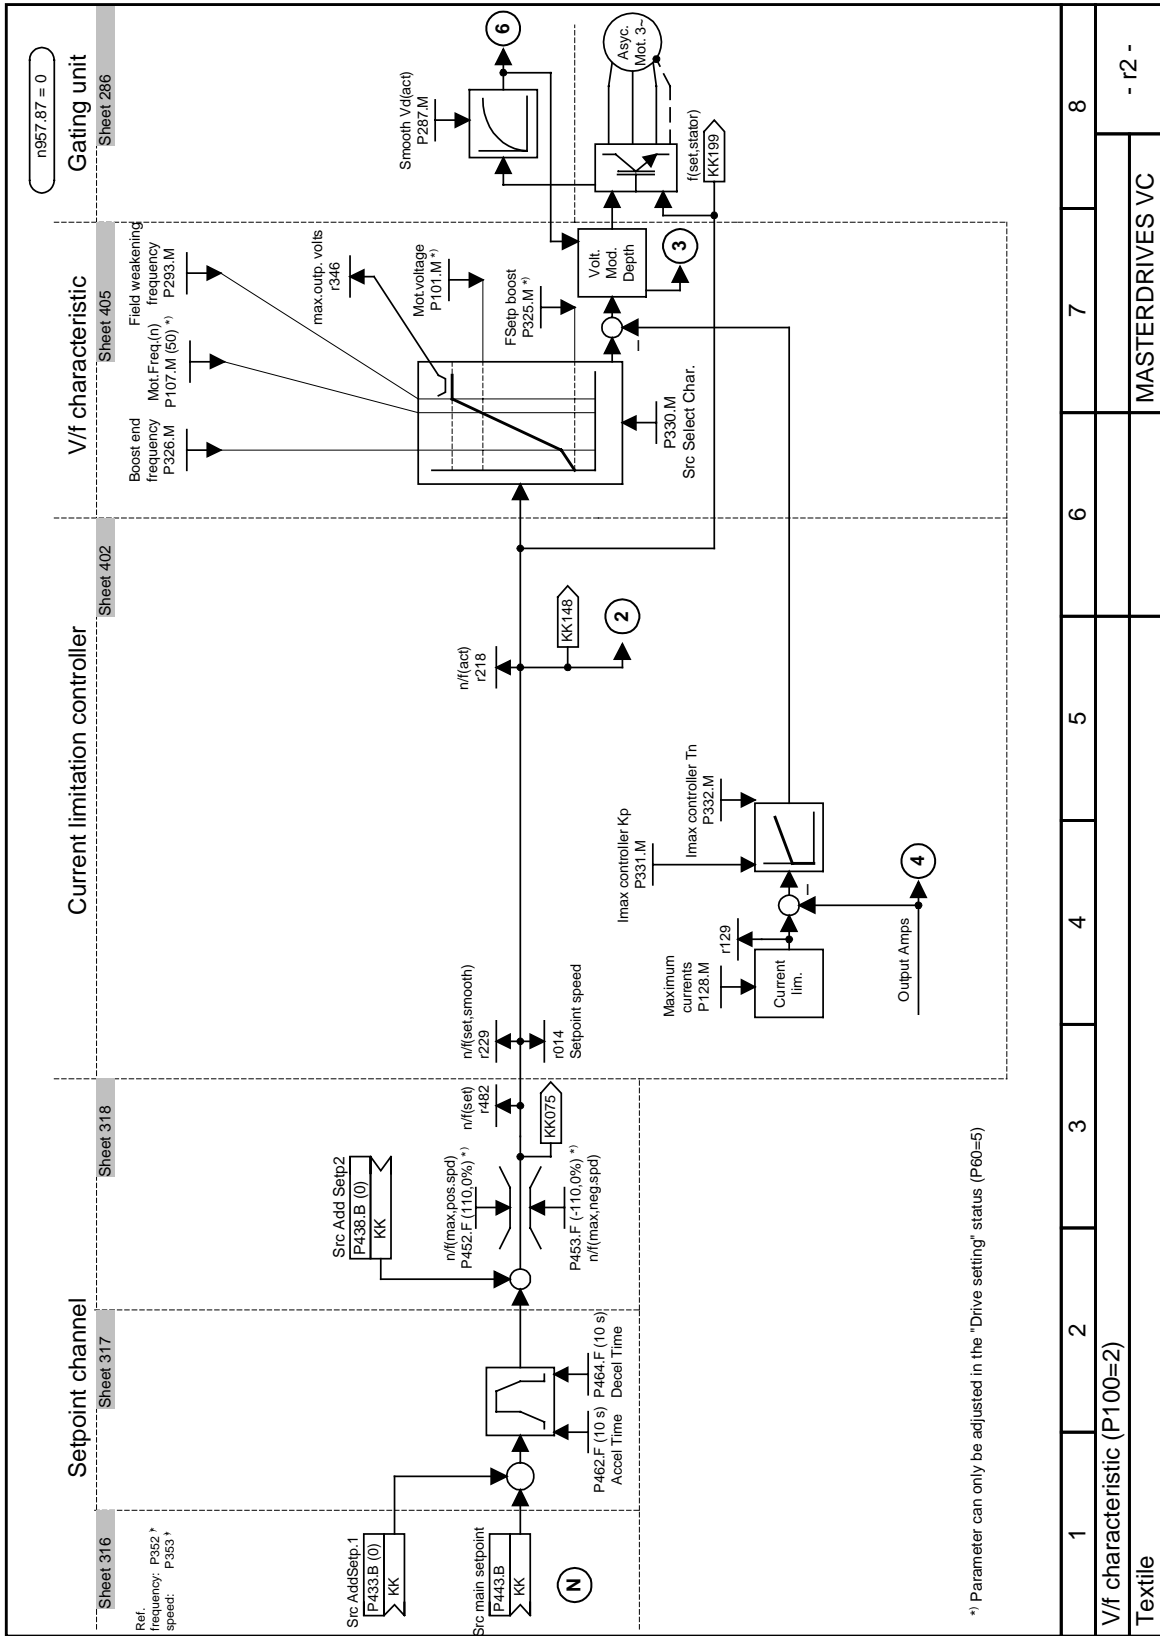 n957.87 = 0
Setpoint channel
Current limitation controller
V/f characteristic
Gating unit
Sheet 316
Sheet 317
Sheet 318
Sheet 402
Sheet 405
Sheet 286
Ref.
frequency: P352 *)
speed: P353 *)
Src AddSetp.1
P433.B (0)
KK
Src main setpoint
P443.B
KK
N
P462.F (10 s)
Accel Time
P464.F (10 s)
Decel Time
Src Add Setp2
P438.B (0)
KK
n/f(max,pos.spd)
P452.F (110,0%) *)
P453.F (-110,0%) *)
n/f(max,neg.spd)
KK075
n/f(set)
r482
n/f(set,smooth)
r229
r014
Setpoint speed
Maximum
currents
P128.M
r129
Current
lim.
Output Amps
4
Imax controller Kp
P331.M
Imax controller Tn
P332.M
n/f(act)
r218
KK148
2
Boost end
frequency
P326.M
Mot.Freq.(n)
P107.M (50) *)
Field weakening
frequency
P293.M
max.outp. volts
r346
Mot.voltage
P101.M *)
FSetp boost
P325.M *)
P330.M
Src Select Char.
Volt.
Mod.
Depth
3
Smooth Vd(act)
P287.M
6
Asyc.
Mot. 3~
f(set,stator)
KK199
*) Parameter can only be adjusted in the "Drive setting" status (P60=5)
1
2
3
4
5
6
7
8
V/f characteristic (P100=2)
Textile
MASTERDRIVES VC
- r2 -